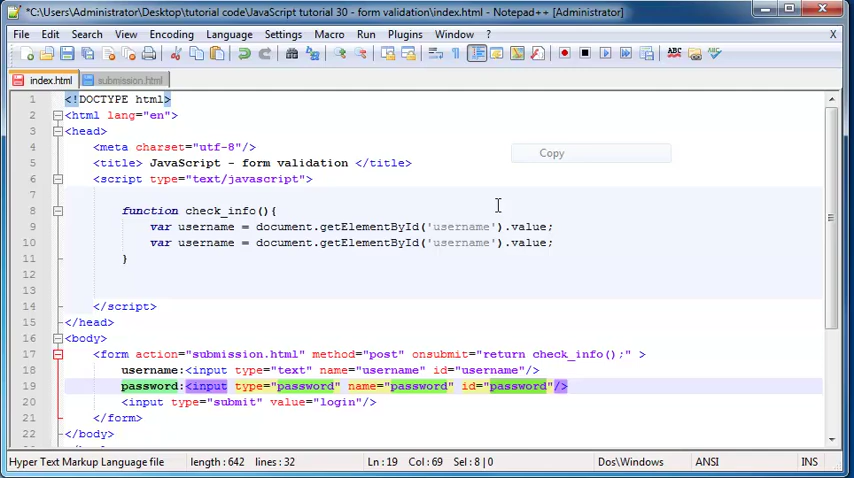 *C:\Users\Administrator\Desktop\tutorial code\JavaScript tutorial 30 - form validation\index.html - Notepad++ [Administrator]
File Edit Search View Encoding Language Settings Macro Run Plugins Window ? X
index.html submission.html
1 <!DOCTYPE html>
2 <html lang="en">
3 <head>
4 <meta charset="utf-8"/>
Copy
5 <title> JavaScript - form validation </title>
6 <script type="text/javascript">
7
8 function check_info(){
9 var username = document.getElementById('username').value;
10 var username = document.getElementById('username').value;
11 }
12
13
14 </script>
15 </head>
16 <body>
17 <form action="submission.html" method="post" onsubmit="return check_info();" >
18 username:<input type="text" name="username" id="username"/>
19 password:<input type="password" name="password" id="password"/>
20 <input type="submit" value="login"/>
21 </form>
22 </body>
Hyper Text Markup Language file length : 642 lines : 32 Ln : 19 Col : 69 Sel : 8 | 0 Dos\Windows ANSI INS